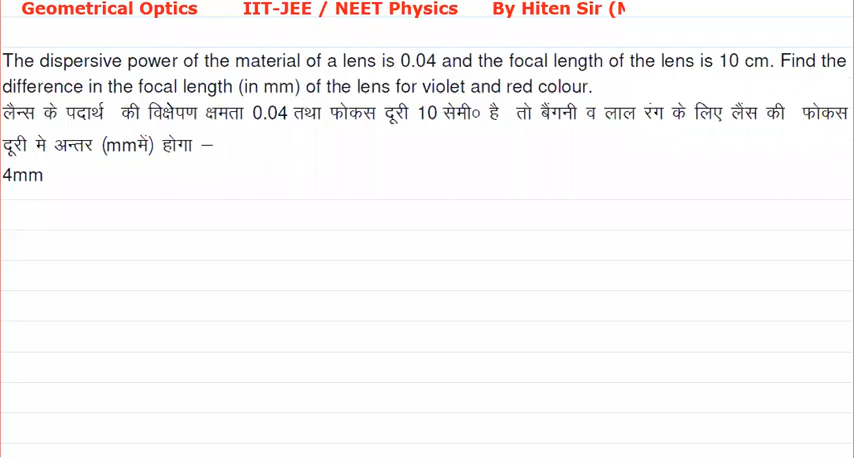 Geometrical Optics IIT-JEE / NEET Physics By Hiten Sir
The dispersive power of the material of a lens is 0.04 and the focal length of the lens is 10 cm. Find the
difference in the focal length (in mm) of the lens for violet and red colour.
लैन्स के पदार्थ की विक्षेपण क्षमता 0.04 तथा फोकस दूरी 10 सेमी० है तो बैंगनी व लाल रंग के लिए लैंस की फोकस
दूरी मे अन्तर (mmमें) होगा –
4mm